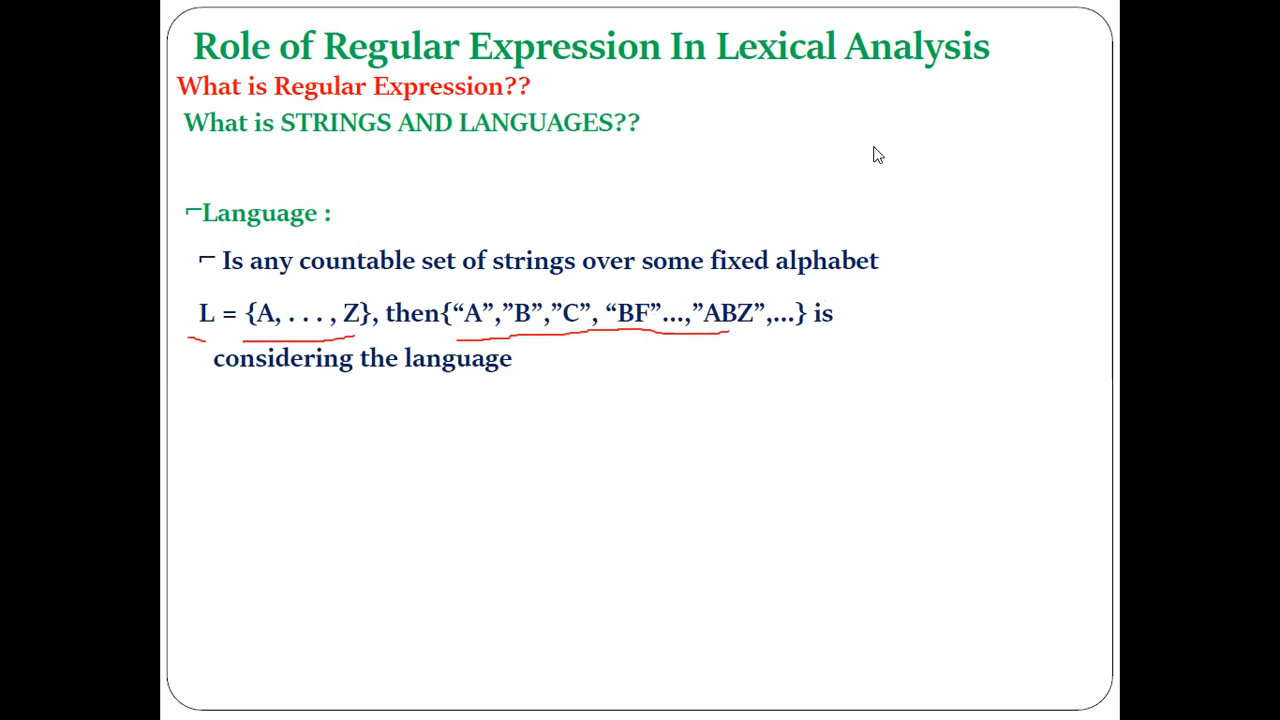 Role of Regular Expression In Lexical Analysis
What is Regular Expression??
What is STRINGS AND LANGUAGES??
Language :
Is any countable set of strings over some fixed alphabet
L = {A, . . . , Z}, then{“A”,”B”,”C”, “BF”...,”ABZ”,...} is
considering the language